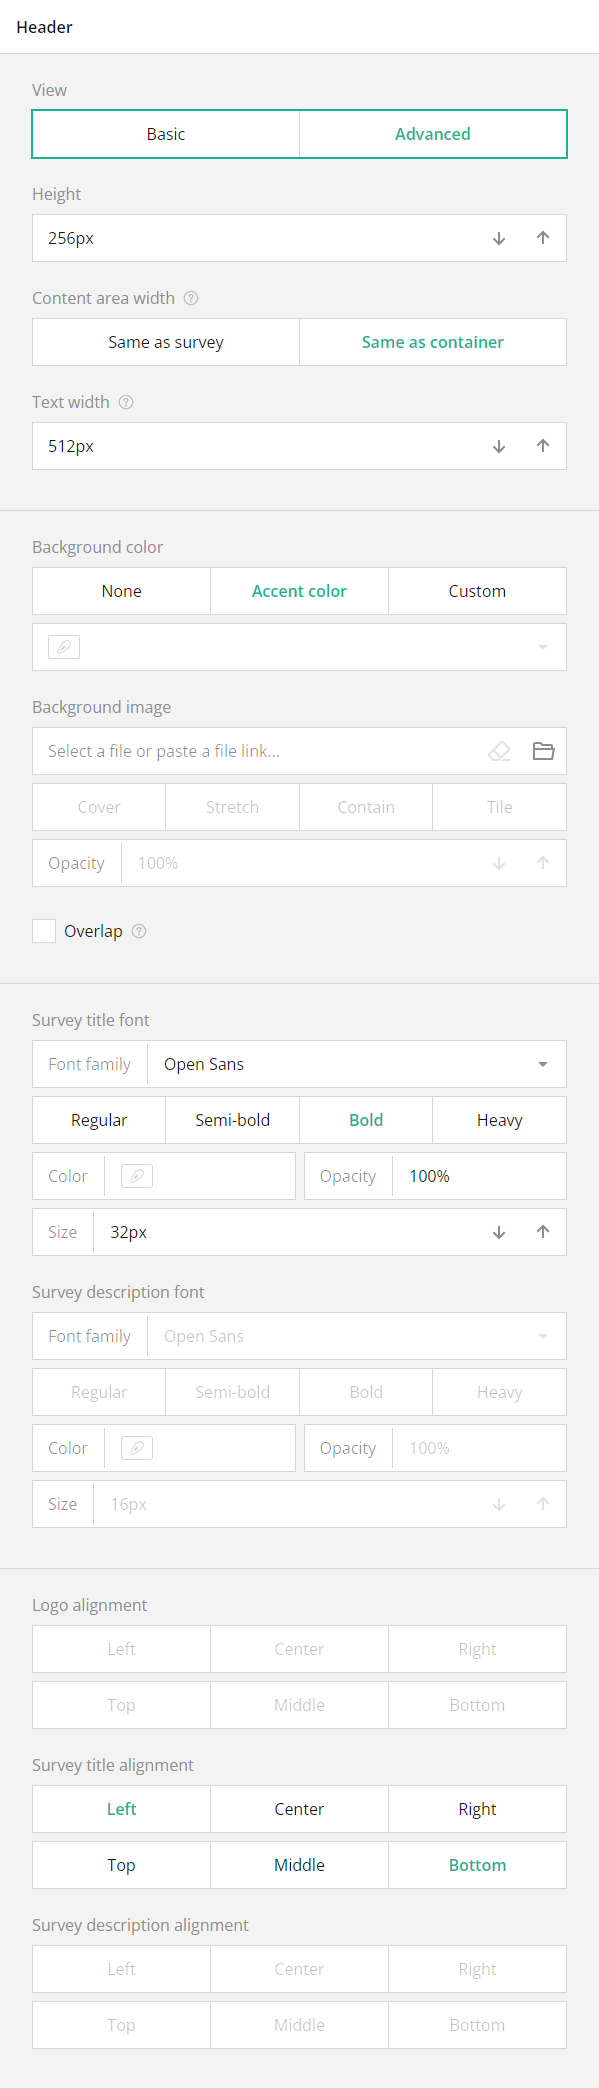 Header
View
Basic Advanced
Height
256px
Content area width ?
Same as survey Same as container
Text width ?
512px
Background color
None Accent color Custom
Background image
Select a file or paste a file link...
Cover Stretch Contain Tile
Opacity 100%
Overlap ?
Survey title font
Font family Open Sans
Regular Semi-bold Bold Heavy
Color Opacity 100%
Size 32px
Survey description font
Font family Open Sans
Regular Semi-bold Bold Heavy
Color Opacity 100%
Size 16px
Logo alignment
Left Center Right
Top Middle Bottom
Survey title alignment
Left Center Right
Top Middle Bottom
Survey description alignment
Left Center Right
Top Middle Bottom